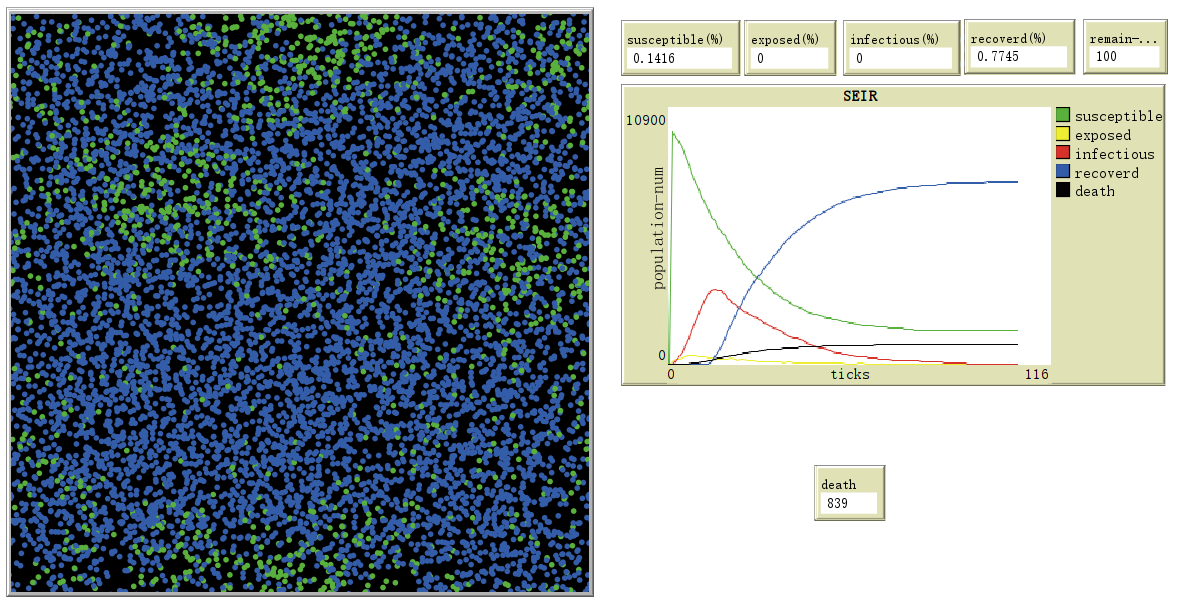 susceptible(%)
0.1416
exposed(%)
0
infectious(%)
0
recoverd(%)
0.7745
remain-...
100
SEIR
10900
population-num
0
0
ticks
116
susceptible
exposed
infectious
recoverd
death
death
839